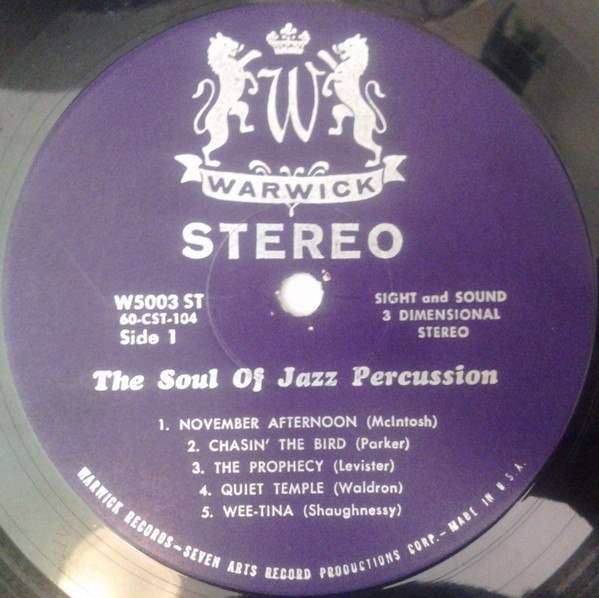 W
WARWICK
STEREO
W5003 ST
60-CST-104
Side 1
SIGHT and SOUND
3 DIMENSIONAL
STEREO
The Soul Of Jazz Percussion
1. NOVEMBER AFTERNOON (McIntosh)
2. CHASIN' THE BIRD (Parker)
3. THE PROPHECY (Levister)
4. QUIET TEMPLE (Waldron)
5. WEE-TINA (Shaughnessy)
WARWICK RECORDS—SEVEN ARTS RECORD PRODUCTIONS CORP.—MADE IN U.S.A.